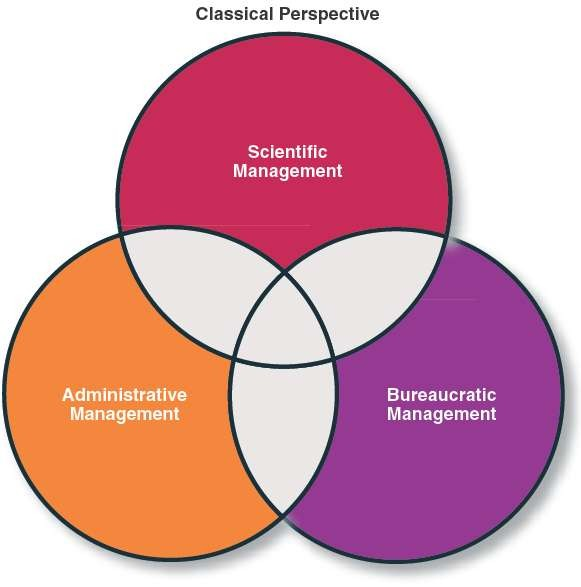 Classical Perspective
Scientific
Management
Administrative
Management
Bureaucratic
Management